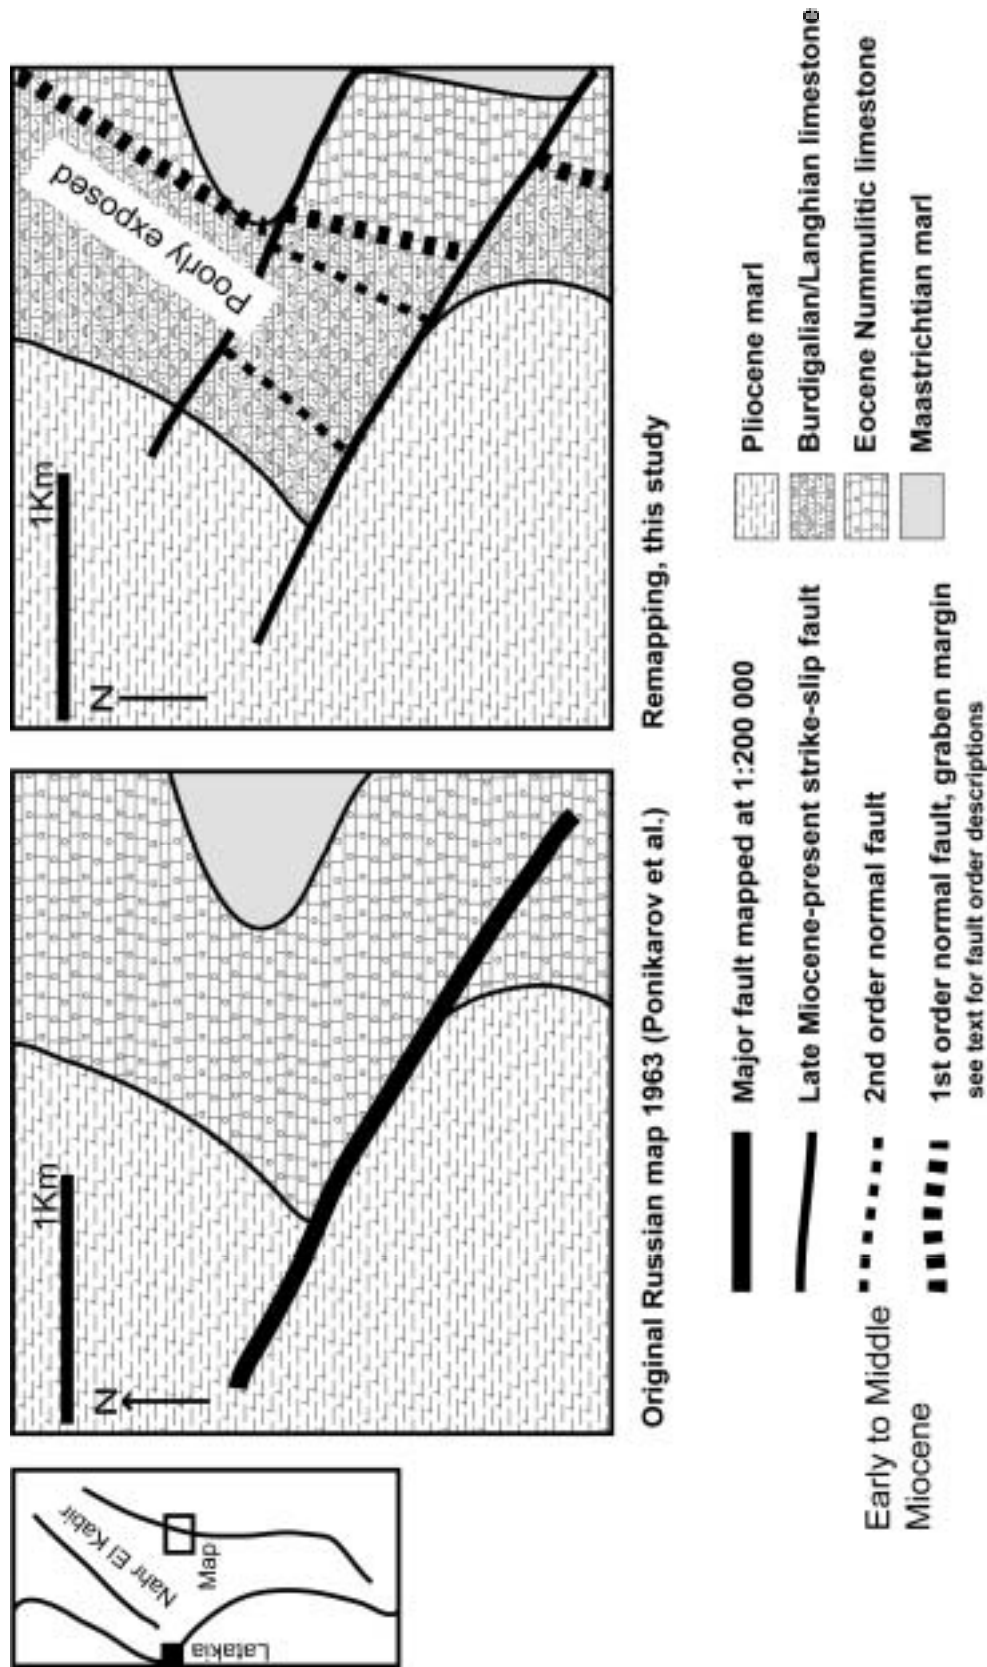 Latakia
Nahr El Kabir
Map
1Km
N
Original Russian map 1963 (Ponikarov et al.)
1Km
N
Poorly exposed
Remapping, this study
Major fault mapped at 1:200 000
Late Miocene-present strike-slip fault
Early to Middle
Miocene
2nd order normal fault
1st order normal fault, graben margin
see text for fault order descriptions
Pliocene marl
Burdigalian/Langhian limestone
Eocene Nummulitic limestone
Maastrichtian marl